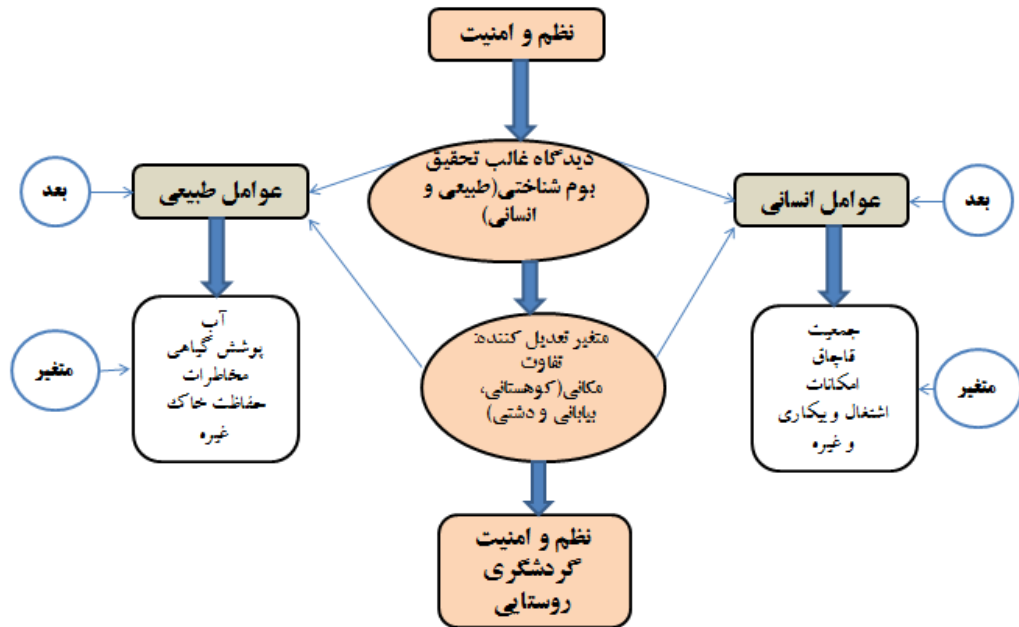 نظم و امنیت
دیدگاه غالب تحقیق
بوم شناختی(طبیعی و
انسانی)
بعد
عوامل انسانی
عوامل طبیعی
بعد
متغیر تعدیل کننده:
تفاوت
مکانی(کوهستانی،
بیابانی و دشتی)
متغیر
جمعیت
قاچاق
امکانات
اشتغال و بیکاری
و غیره
آب
پوشش گیاهی
مخاطرات
حفاظت خاک
غیره
متغیر
نظم و امنیت
گردشگری
روستایی